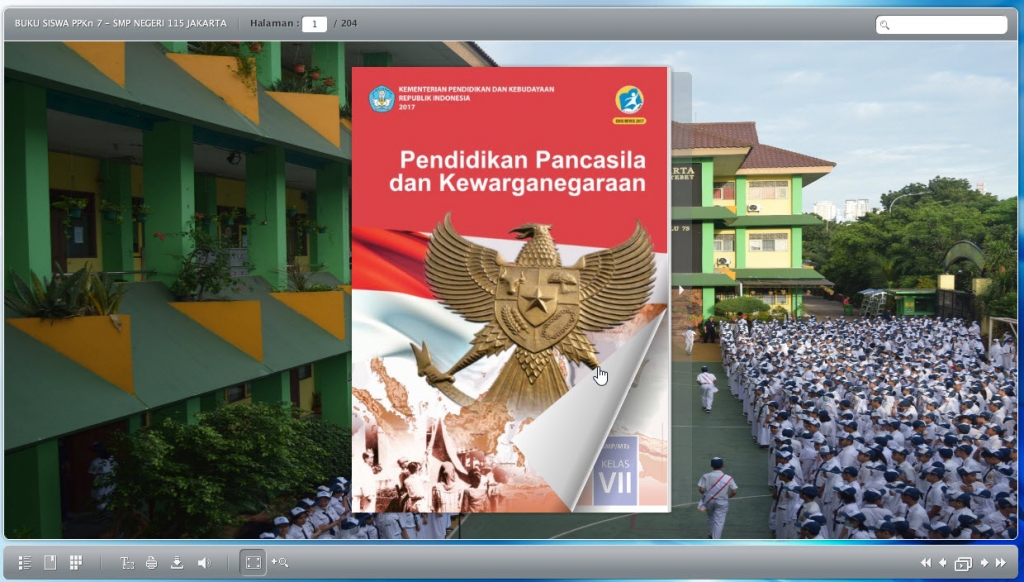 BUKU SISWA PPKn 7 - SMP NEGERI 115 JAKARTA
Halaman : 1 / 204
KEMENTERIAN PENDIDIKAN DAN KEBUDAYAAN
REPUBLIK INDONESIA
2017
EDISI REVISI 2017
Pendidikan Pancasila
dan Kewarganegaraan
SMP/MTs
KELAS
VII